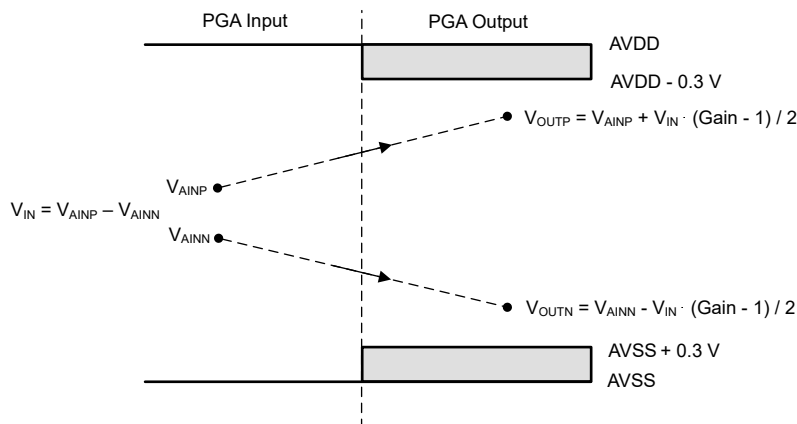 PGA Input
PGA Output
AVDD
AVDD - 0.3 V
V_OUTP = V_AINP + V_IN · (Gain - 1) / 2
V_AINP
V_IN = V_AINP – V_AINN
V_AINN
V_OUTN = V_AINN - V_IN · (Gain - 1) / 2
AVSS + 0.3 V
AVSS